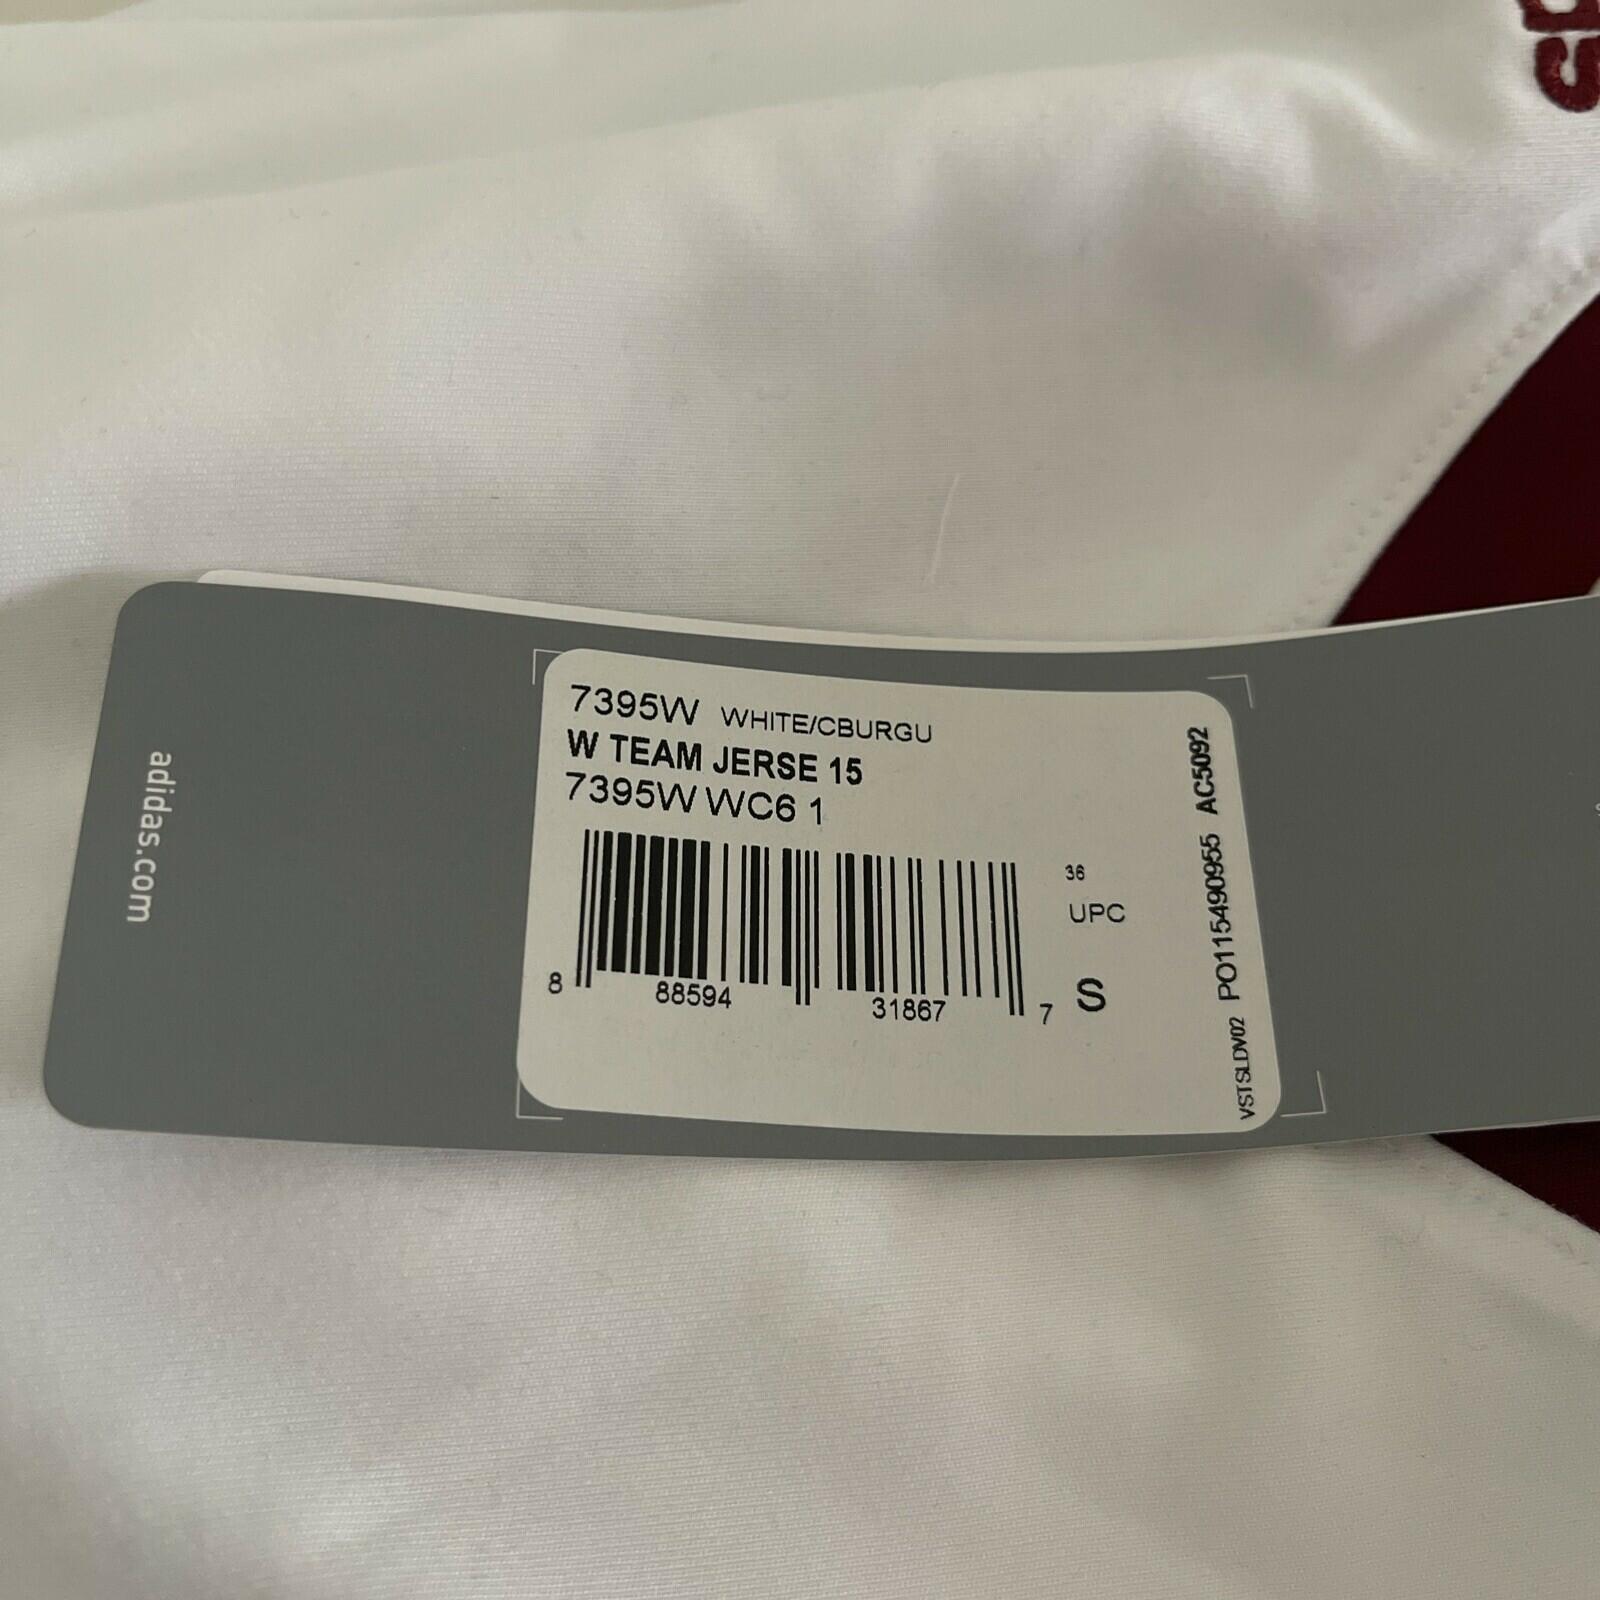 adidas.com
7395W WHITE/CBURGU
W TEAM JERSE 15
7395W WC6 1
36
UPC
S
8 88594 31867 7
VSTSLDV02 PO115490955 AC5092